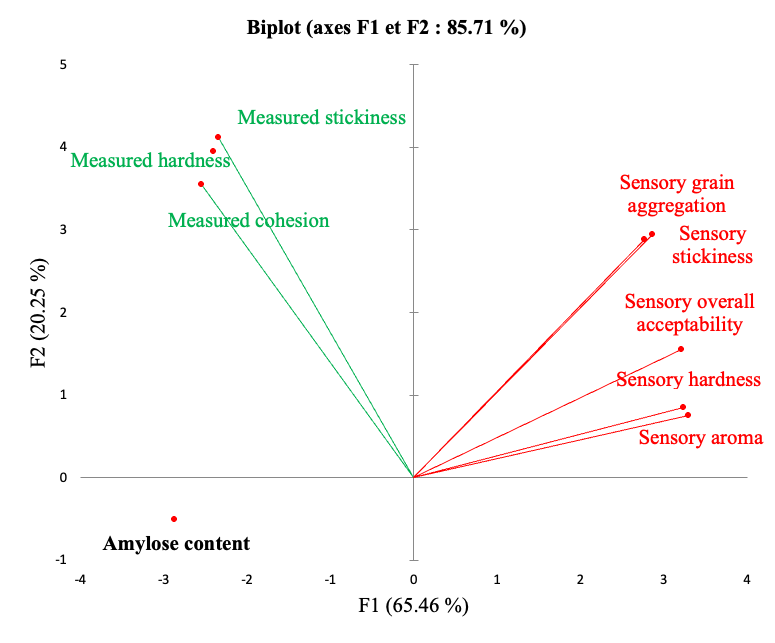 Biplot (axes F1 et F2 : 85.71 %)
5
4
3
2
1
0
-1
F2 (20.25 %)
Measured stickiness
Measured hardness
Measured cohesion
Sensory grain
aggregation
Sensory
stickiness
Sensory overall
acceptability
Sensory hardness
Sensory aroma
Amylose content
-4 -3 -2 -1 0 1 2 3 4
F1 (65.46 %)